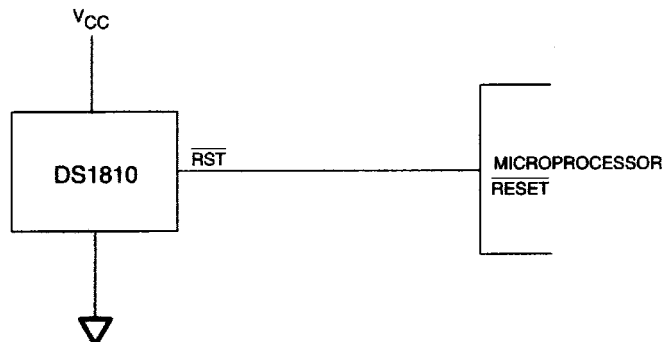 VCC
DS1810
RST
MICROPROCESSOR
RESET